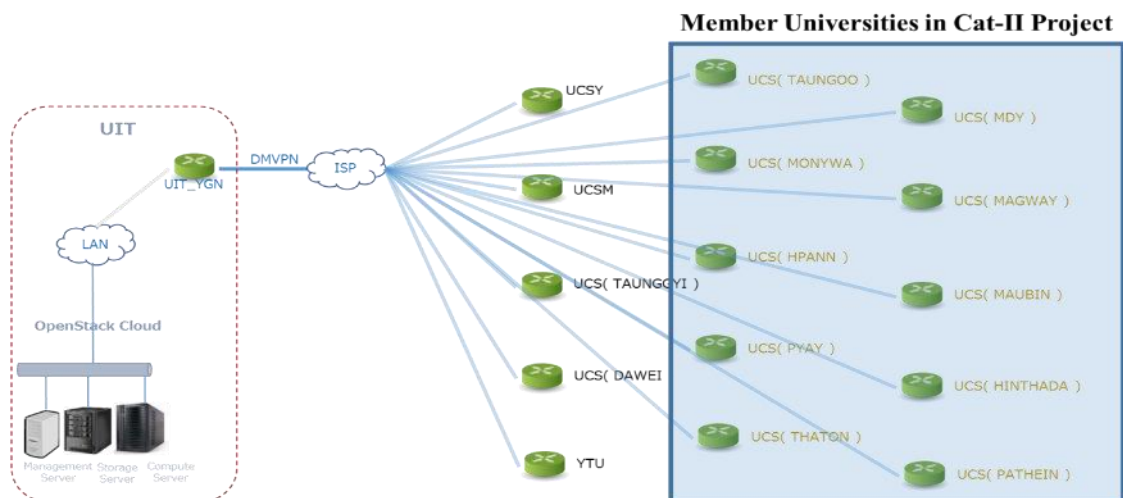 Member Universities in Cat-II Project
UIT
UIT_YGN
DMVPN
ISP
LAN
OpenStack Cloud
Management
Server
Storage
Server
Compute
Server
UCSY
UCSM
UCS( TAUNGGYI )
UCS( DAWEI
YTU
UCS( TAUNGOO )
UCS( MDY )
UCS( MONYWA )
UCS( MAGWAY )
UCS( HPANN )
UCS( MAUBIN )
UCS( PYAY )
UCS( HINTHADA )
UCS( THATON )
UCS( PATHEIN )